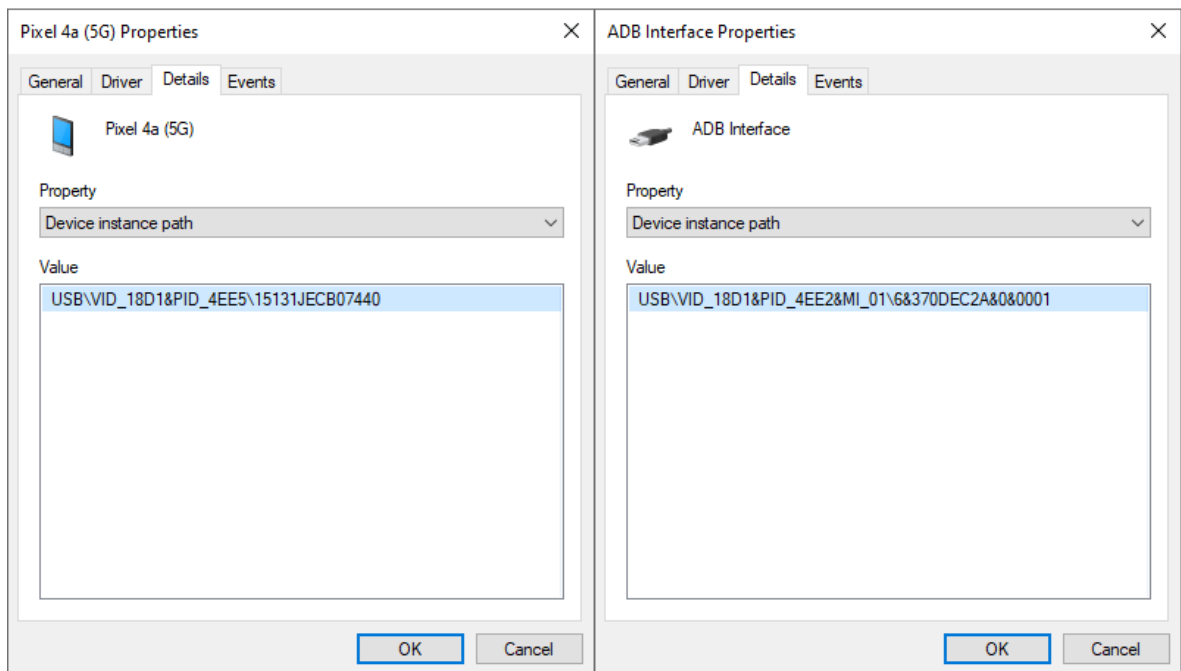 Pixel 4a (5G) Properties
General Driver Details Events
Pixel 4a (5G)
Property
Device instance path
Value
USB\VID_18D1&PID_4EE5\15131JECB07440
OK Cancel
ADB Interface Properties
General Driver Details Events
ADB Interface
Property
Device instance path
Value
USB\VID_18D1&PID_4EE2&MI_01\6&370DEC2A&0&0001
OK Cancel